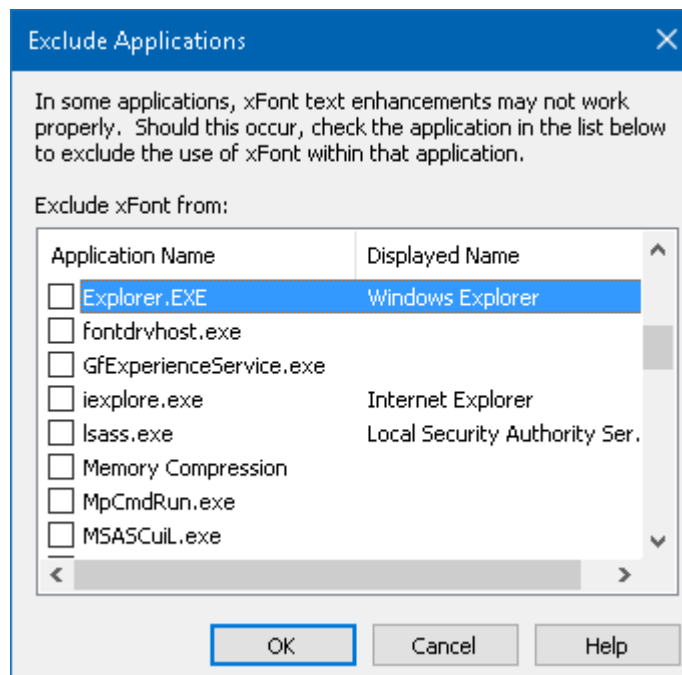 Exclude Applications
In some applications, xFont text enhancements may not work
properly.  Should this occur, check the application in the list below
to exclude the use of xFont within that application.
Exclude xFont from:
Application Name Displayed Name
Explorer.EXE Windows Explorer
fontdrvhost.exe
GfExperienceService.exe
iexplore.exe Internet Explorer
lsass.exe Local Security Authority Ser.
Memory Compression
MpCmdRun.exe
MSASCuiL.exe
OK Cancel Help